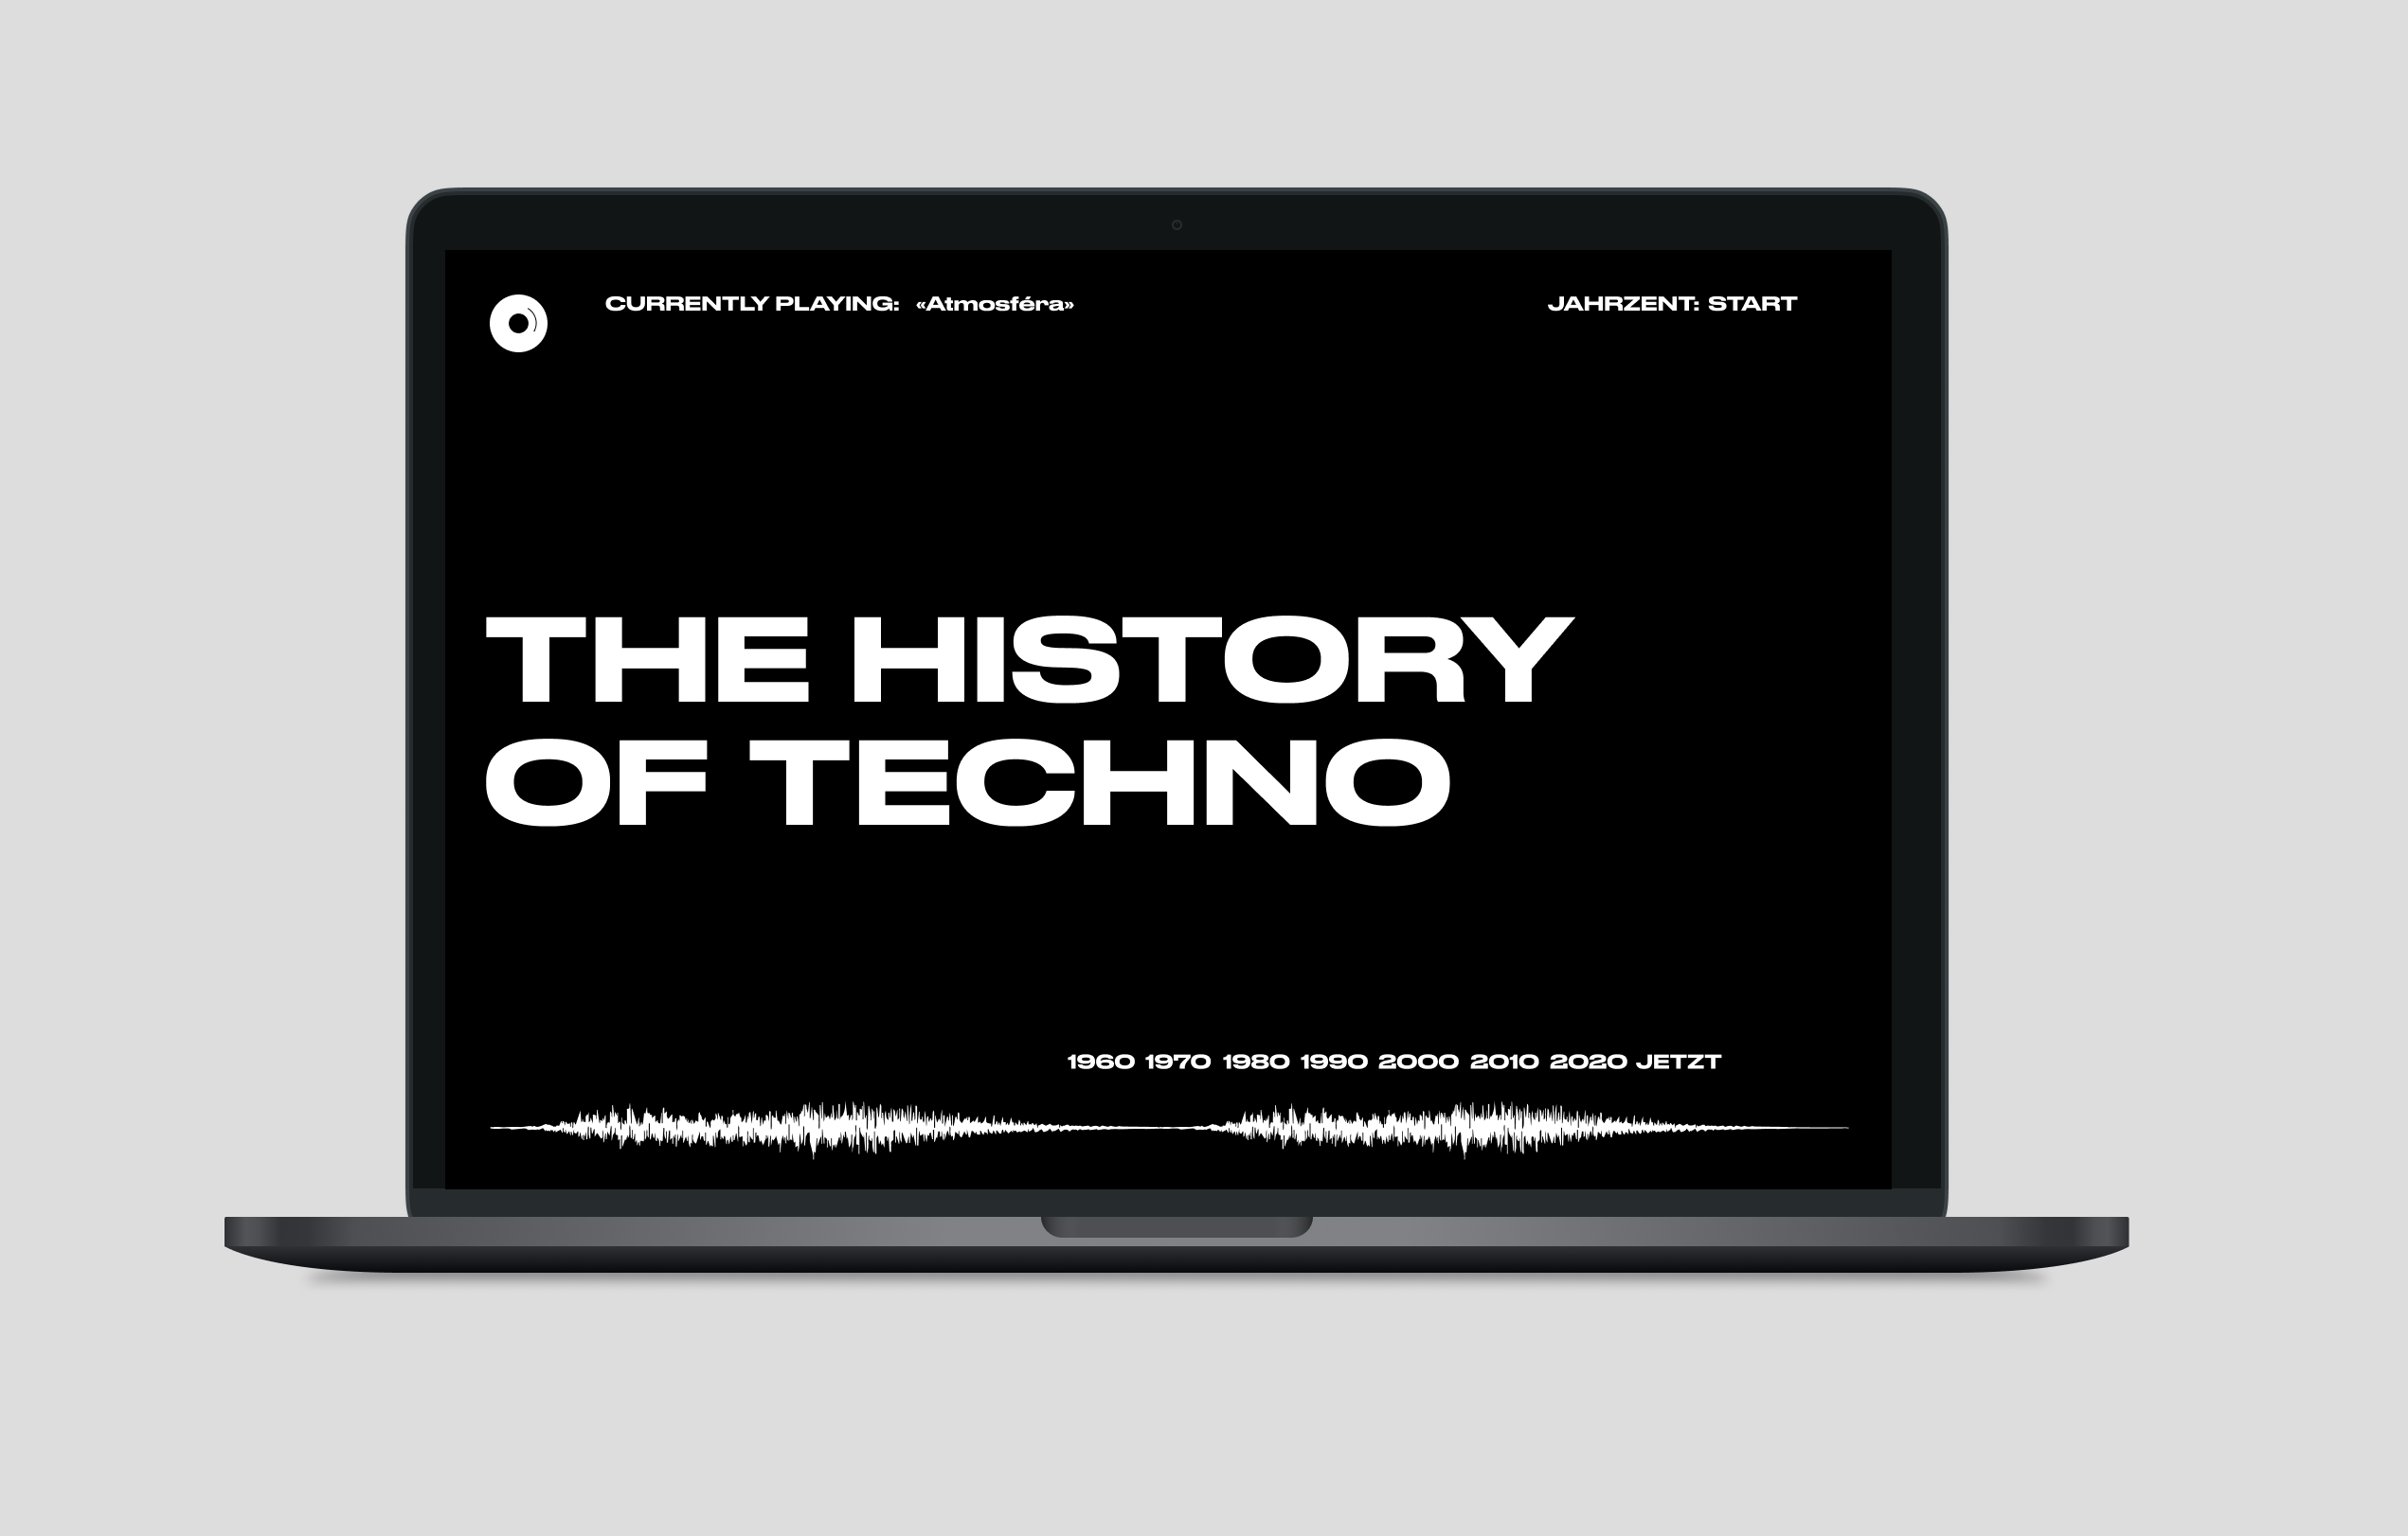 CURRENTLY PLAYING: «Atmosféra»
JAHRZENT: START
THE HISTORY
OF TECHNO
1960 1970 1980 1990 2000 2010 2020 JETZT